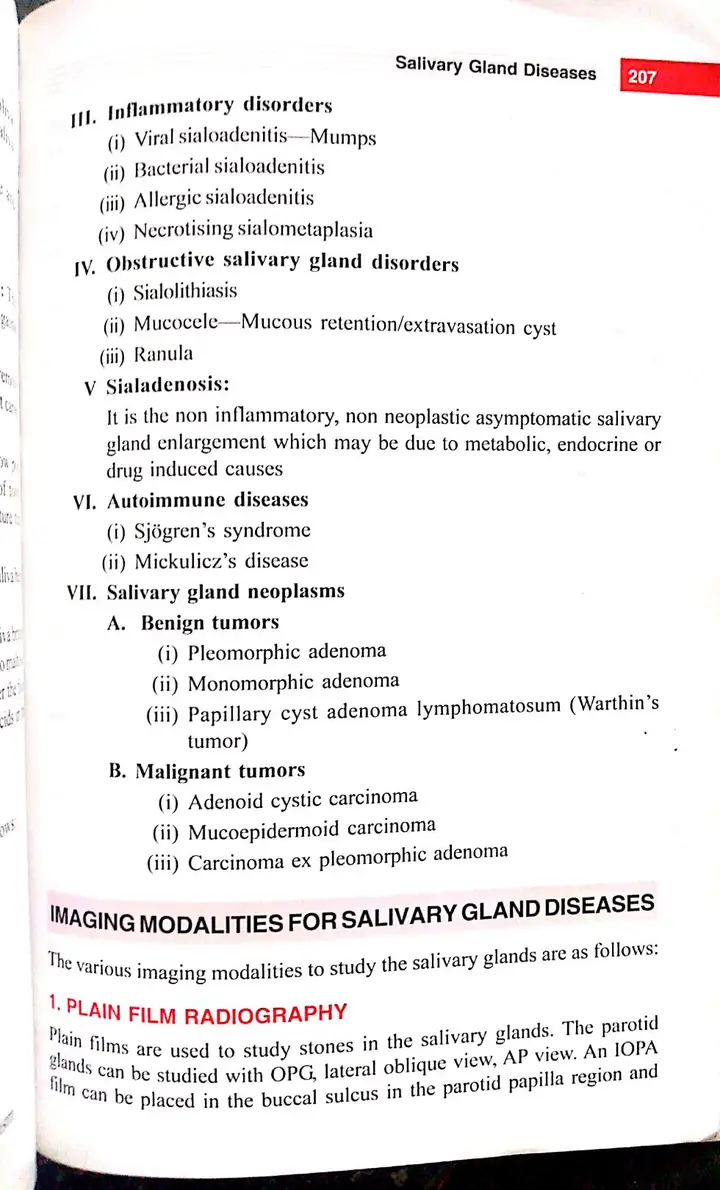 Salivary Gland Diseases 207
III. Inflammatory disorders
(i) Viral sialoadenitis—Mumps
(ii) Bacterial sialoadenitis
(iii) Allergic sialoadenitis
(iv) Necrotising sialometaplasia
IV. Obstructive salivary gland disorders
(i) Sialolithiasis
(ii) Mucocele—Mucous retention/extravasation cyst
(iii) Ranula
V Sialadenosis:
It is the non inflammatory, non neoplastic asymptomatic salivary
gland enlargement which may be due to metabolic, endocrine or
drug induced causes
VI. Autoimmune diseases
(i) Sjögren's syndrome
(ii) Mickulicz's disease
VII. Salivary gland neoplasms
A. Benign tumors
(i) Pleomorphic adenoma
(ii) Monomorphic adenoma
(iii) Papillary cyst adenoma lymphomatosum (Warthin's
tumor)
B. Malignant tumors
(i) Adenoid cystic carcinoma
(ii) Mucoepidermoid carcinoma
(iii) Carcinoma ex pleomorphic adenoma
IMAGING MODALITIES FOR SALIVARY GLAND DISEASES
The various imaging modalities to study the salivary glands are as follows:
1. PLAIN FILM RADIOGRAPHY
Plain films are used to study stones in the salivary glands. The parotid
glands can be studied with OPG, lateral oblique view, AP view. An IOPA
film can be placed in the buccal sulcus in the parotid papilla region and